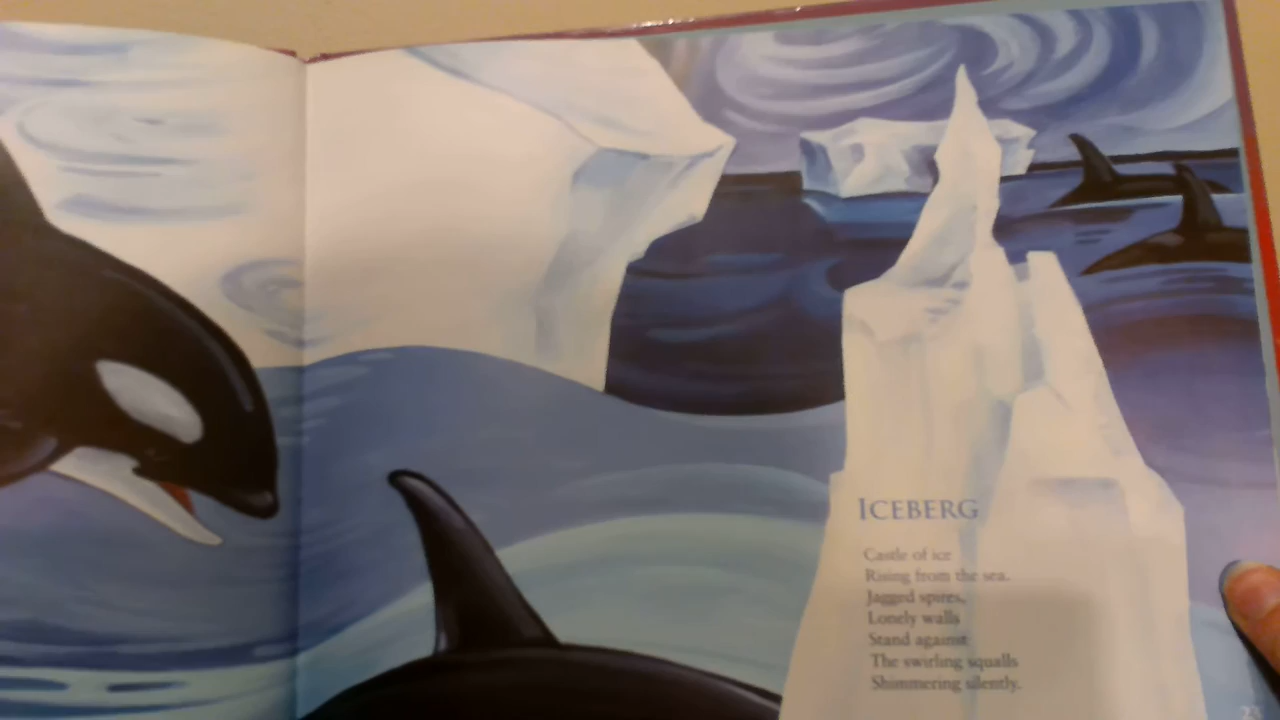 ICEBERG
Castle of ice
Rising from the sea.
Jagged spires,
Lonely walls
Stand against
The swirling squalls
Shimmering silently.